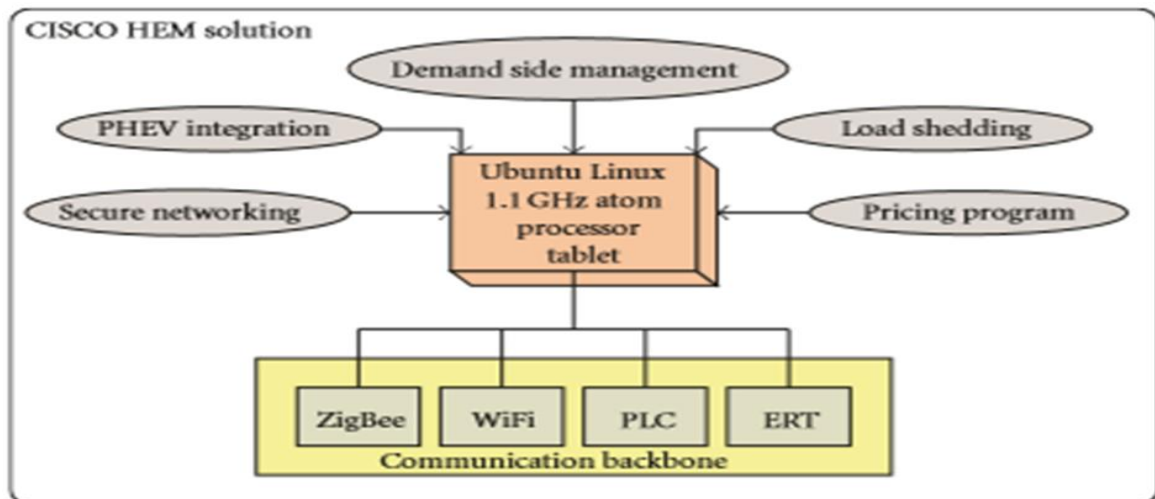 CISCO HEM solution
Demand side management
PHEV integration
Load shedding
Ubuntu Linux
1.1 GHz atom
processor
tablet
Secure networking
Pricing program
ZigBee
WiFi
PLC
ERT
Communication backbone